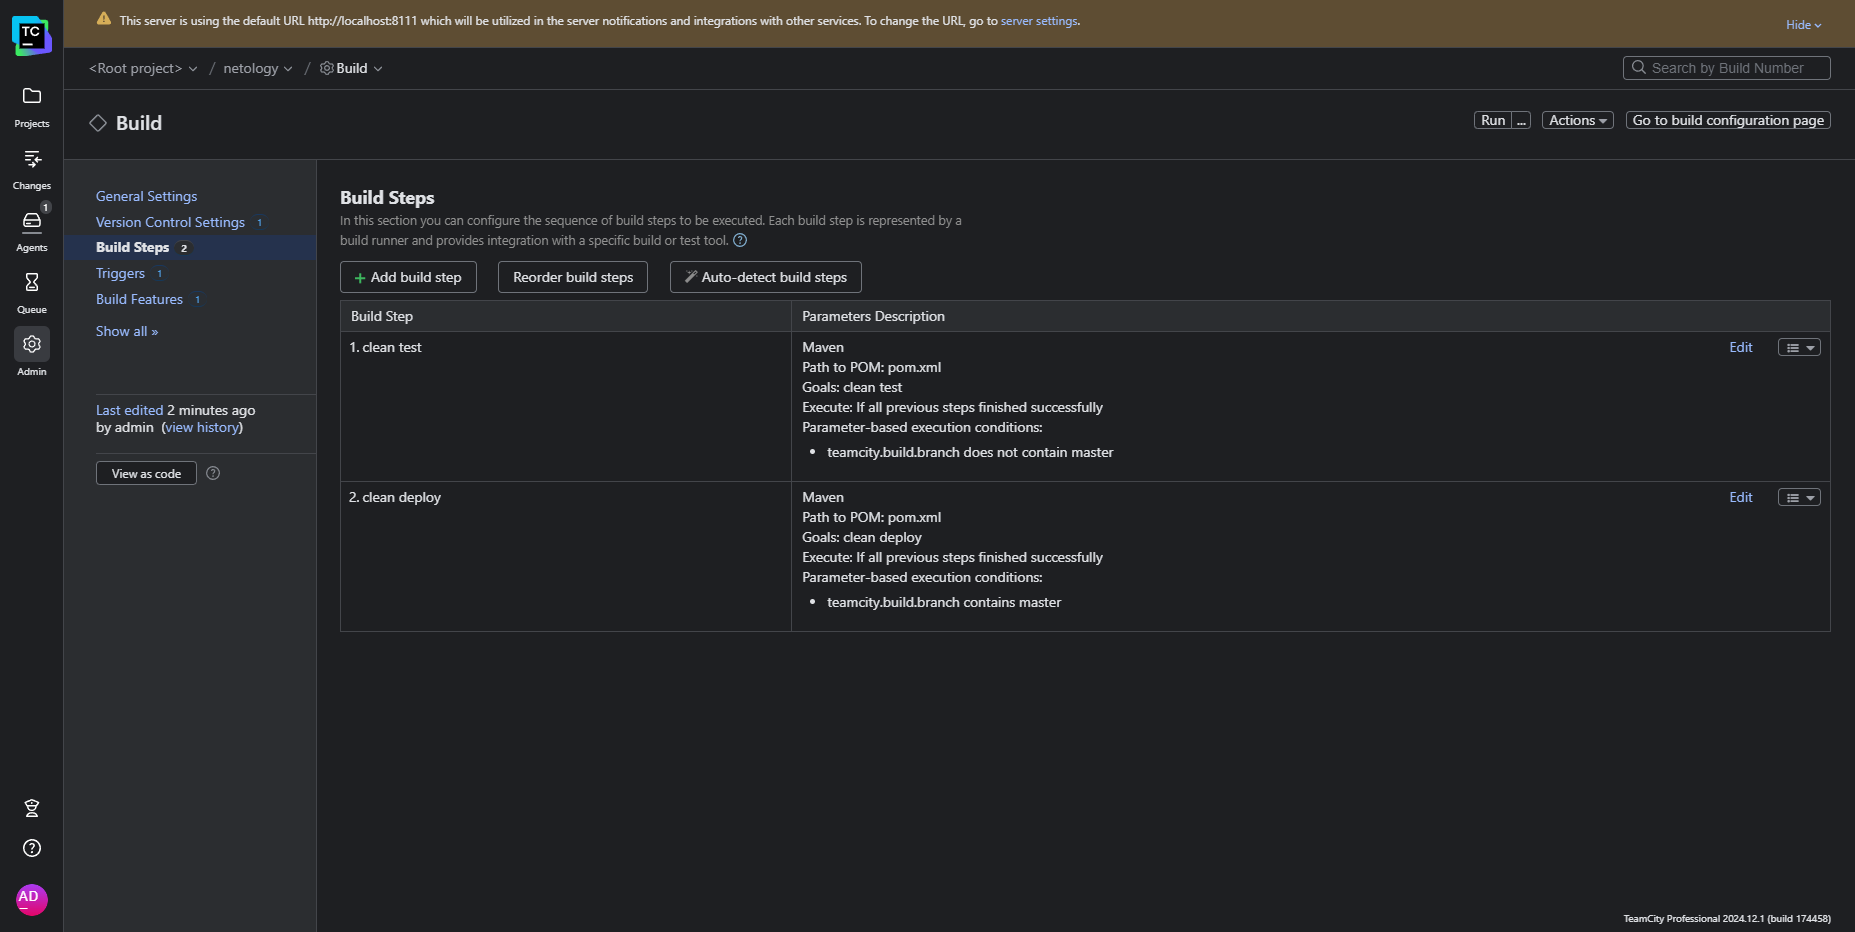 TC
This server is using the default URL http://localhost:8111 which will be utilized in the server notifications and integrations with other services. To change the URL, go to server settings.
Hide
<Root project> / netology / Build
Search by Build Number
Projects
Build
Run ... Actions Go to build configuration page
Changes
1
Agents
Queue
Admin
General Settings
Version Control Settings 1
Build Steps 2
Triggers 1
Build Features 1
Show all »
Last edited 2 minutes ago
by admin (view history)
View as code
Build Steps
In this section you can configure the sequence of build steps to be executed. Each build step is represented by a
build runner and provides integration with a specific build or test tool.
+ Add build step
Reorder build steps
Auto-detect build steps
Build Step Parameters Description
1. clean test
Maven
Path to POM: pom.xml
Goals: clean test
Execute: If all previous steps finished successfully
Parameter-based execution conditions:
• teamcity.build.branch does not contain master
Edit
2. clean deploy
Maven
Path to POM: pom.xml
Goals: clean deploy
Execute: If all previous steps finished successfully
Parameter-based execution conditions:
• teamcity.build.branch contains master
Edit
AD
TeamCity Professional 2024.12.1 (build 174458)